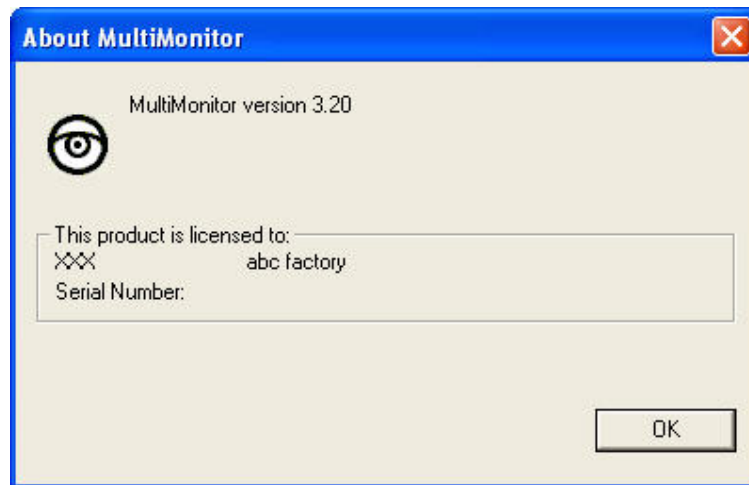 About MultiMonitor
MultiMonitor version 3.20
This product is licensed to:
XXX abc factory
Serial Number:
OK